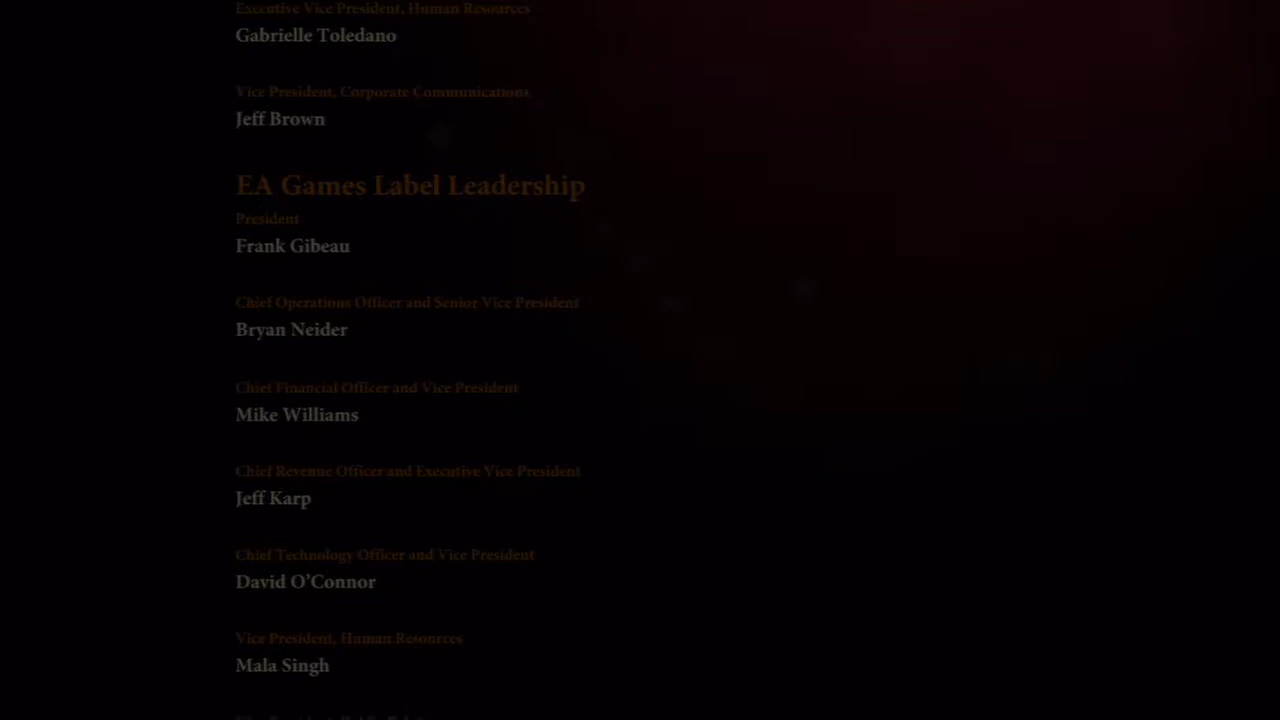 Executive Vice President, Human Resources
Gabrielle Toledano
Vice President, Corporate Communications
Jeff Brown
EA Games Label Leadership
President
Frank Gibeau
Chief Operations Officer and Senior Vice President
Bryan Neider
Chief Financial Officer and Vice President
Mike Williams
Chief Revenue Officer and Executive Vice President
Jeff Karp
Chief Technology Officer and Vice President
David O’Connor
Vice President, Human Resources
Mala Singh